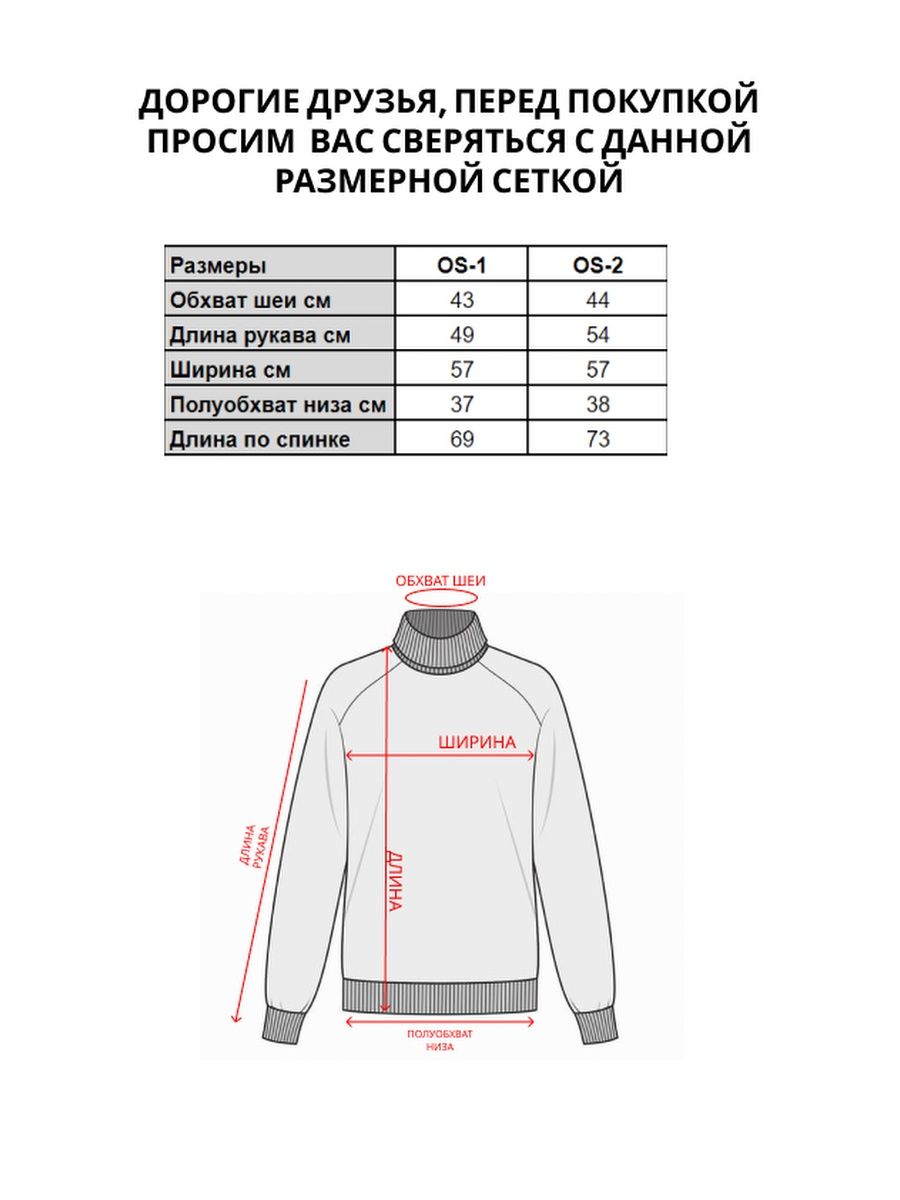 ДОРОГИЕ ДРУЗЬЯ, ПЕРЕД ПОКУПКОЙ
ПРОСИМ ВАС СВЕРЯТЬСЯ С ДАННОЙ
РАЗМЕРНОЙ СЕТКОЙ
Размеры OS-1 OS-2
Обхват шеи см 43 44
Длина рукава см 49 54
Ширина см 57 57
Полуобхват низа см 37 38
Длина по спинке 69 73
ОБХВАТ ШЕИ
ШИРИНА
ДЛИНА
РУКАВА
ДЛИНА
ПОЛУОБХВАТ
НИЗА